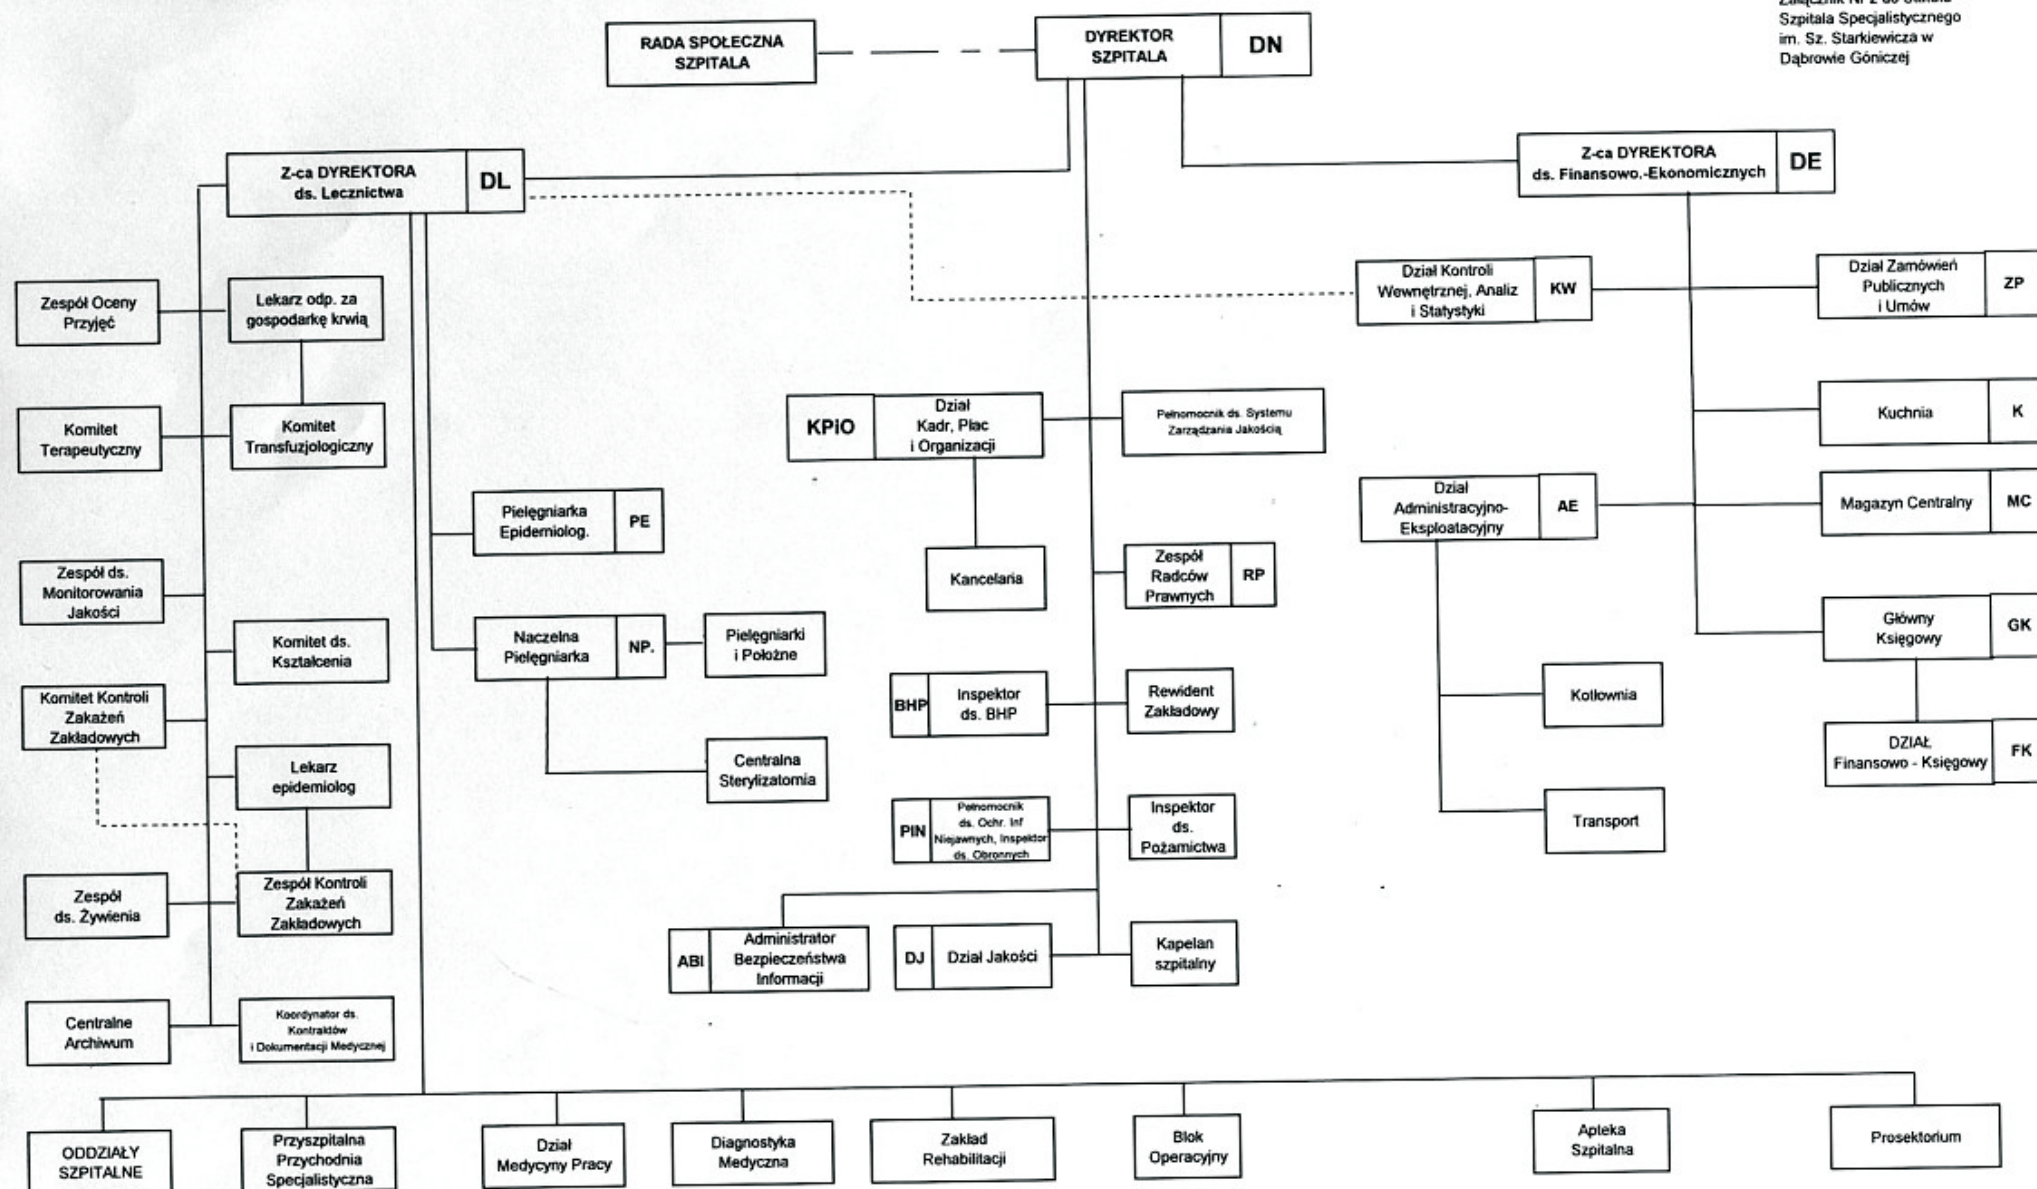 Załącznik Nr 2 do Statutu
Szpitala Specjalistycznego
im. Sz. Starkiewicza w
Dąbrowie Góniczej
RADA SPOŁECZNA
SZPITALA
DYREKTOR
SZPITALA
DN
Z-ca DYREKTORA
ds. Lecznictwa
DL
Z-ca DYREKTORA
ds. Finansowo.-Ekonomicznych
DE
Zespół Oceny
Przyjęć
Lekarz odp. za
gospodarkę krwią
Dział Kontroli
Wewnętrznej, Analiz
i Statystyki
KW
Dział Zamówień
Publicznych
i Umów
ZP
Komitet
Terapeutyczny
Komitet
Transfuzjologiczny
KPiO
Dział
Kadr, Płac
i Organizacji
Pełnomocnik ds. Systemu
Zarządzania Jakością
Kuchnia
K
Pielęgniarka
Epidemiolog.
PE
Dział
Administracyjno-
Eksploatacyjny
AE
Magazyn Centralny
MC
Zespół ds.
Monitorowania
Jakości
Kancelaria
Zespół
Radców
Prawnych
RP
Komitet ds.
Kształcenia
Naczelna
Pielęgniarka
NP.
Pielęgniarki
i Położne
Główny
Księgowy
GK
Komitet Kontroli
Zakażeń
Zakładowych
BHP
Inspektor
ds. BHP
Rewident
Zakładowy
Kotłownia
Lekarz
epidemiolog
Centralna
Sterylizatornia
DZIAŁ
Finansowo - Księgowy
FK
PIN
Pełnomocnik
ds. Ochr. Inf
Niejawnych, Inspektor
ds. Obronnych
Inspektor
ds.
Pożarnictwa
Transport
Zespół
ds. Żywienia
Zespół Kontroli
Zakażeń
Zakładowych
ABI
Administrator
Bezpieczeństwa
Informacji
DJ
Dział Jakości
Kapelan
szpitalny
Centralne
Archiwum
Koordynator ds.
Kontraktów
i Dokumentacji Medycznej
ODDZIAŁY
SZPITALNE
Przyszpitalna
Przychodnia
Specjalistyczna
Dział
Medycyny Pracy
Diagnostyka
Medyczna
Zakład
Rehabilitacji
Blok
Operacyjny
Apteka
Szpitalna
Prosektorium